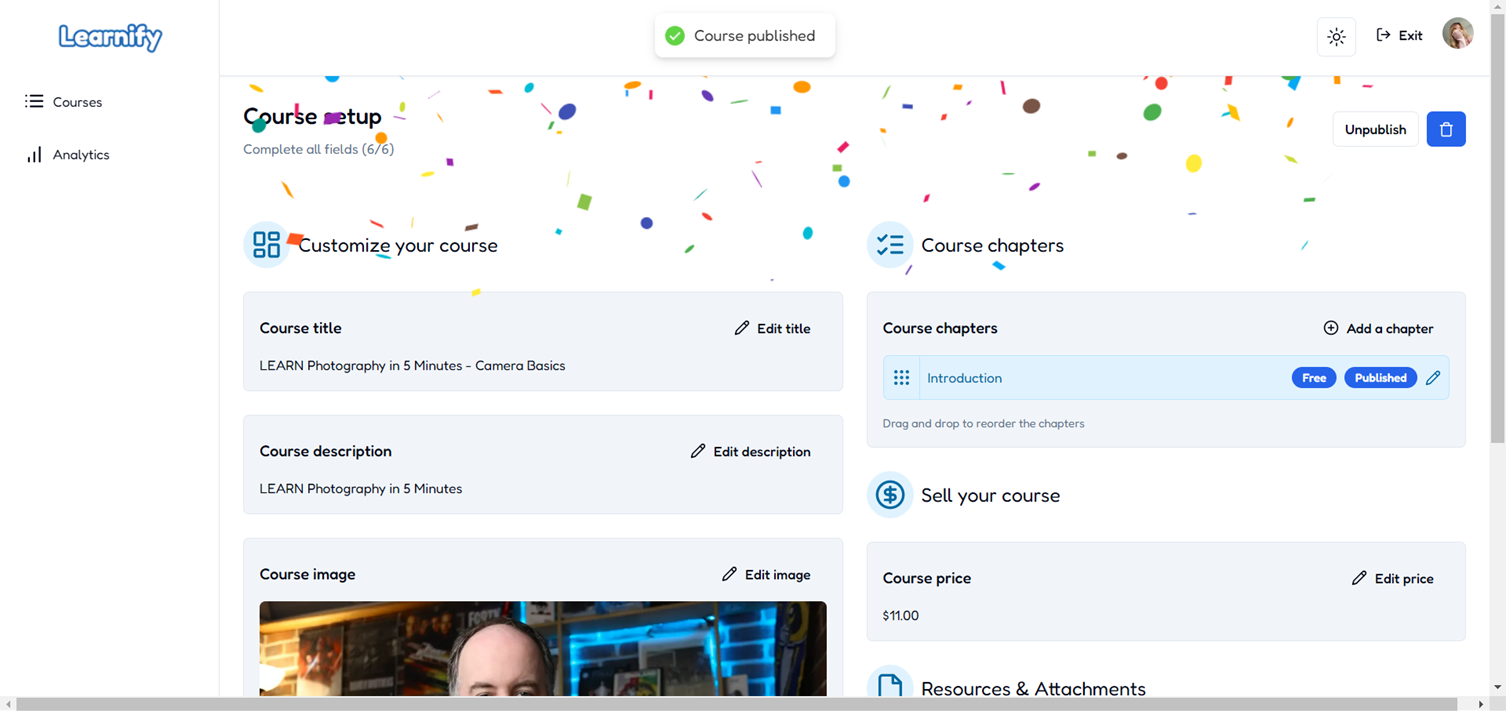 Learnify
Course published
Exit
Courses
Analytics
Course setup
Complete all fields (6/6)
Unpublish
Customize your course
Course title
Edit title
LEARN Photography in 5 Minutes - Camera Basics
Course description
Edit description
LEARN Photography in 5 Minutes
Course image
Edit image
Course chapters
Course chapters
Add a chapter
Introduction
Free
Published
Drag and drop to reorder the chapters
Sell your course
Course price
Edit price
$11.00
Resources & Attachments